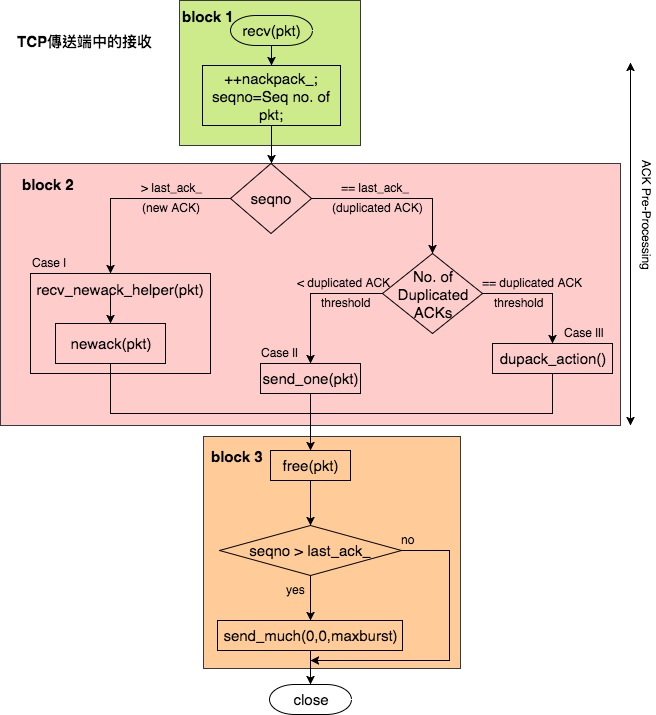 TCP傳送端中的接收
block 1
recv(pkt)
++nackpack_;
seqno=Seq no. of
pkt;
block 2
> last_ack_
(new ACK)
seqno
== last_ack_
(duplicated ACK)
Case I
recv_newack_helper(pkt)
newack(pkt)
< duplicated ACK
threshold
No. of
Duplicated
ACKs
== duplicated ACK
threshold
Case II
send_one(pkt)
Case III
dupack_action()
ACK Pre-Processing
block 3
free(pkt)
seqno > last_ack_
no
yes
send_much(0,0,maxburst)
close